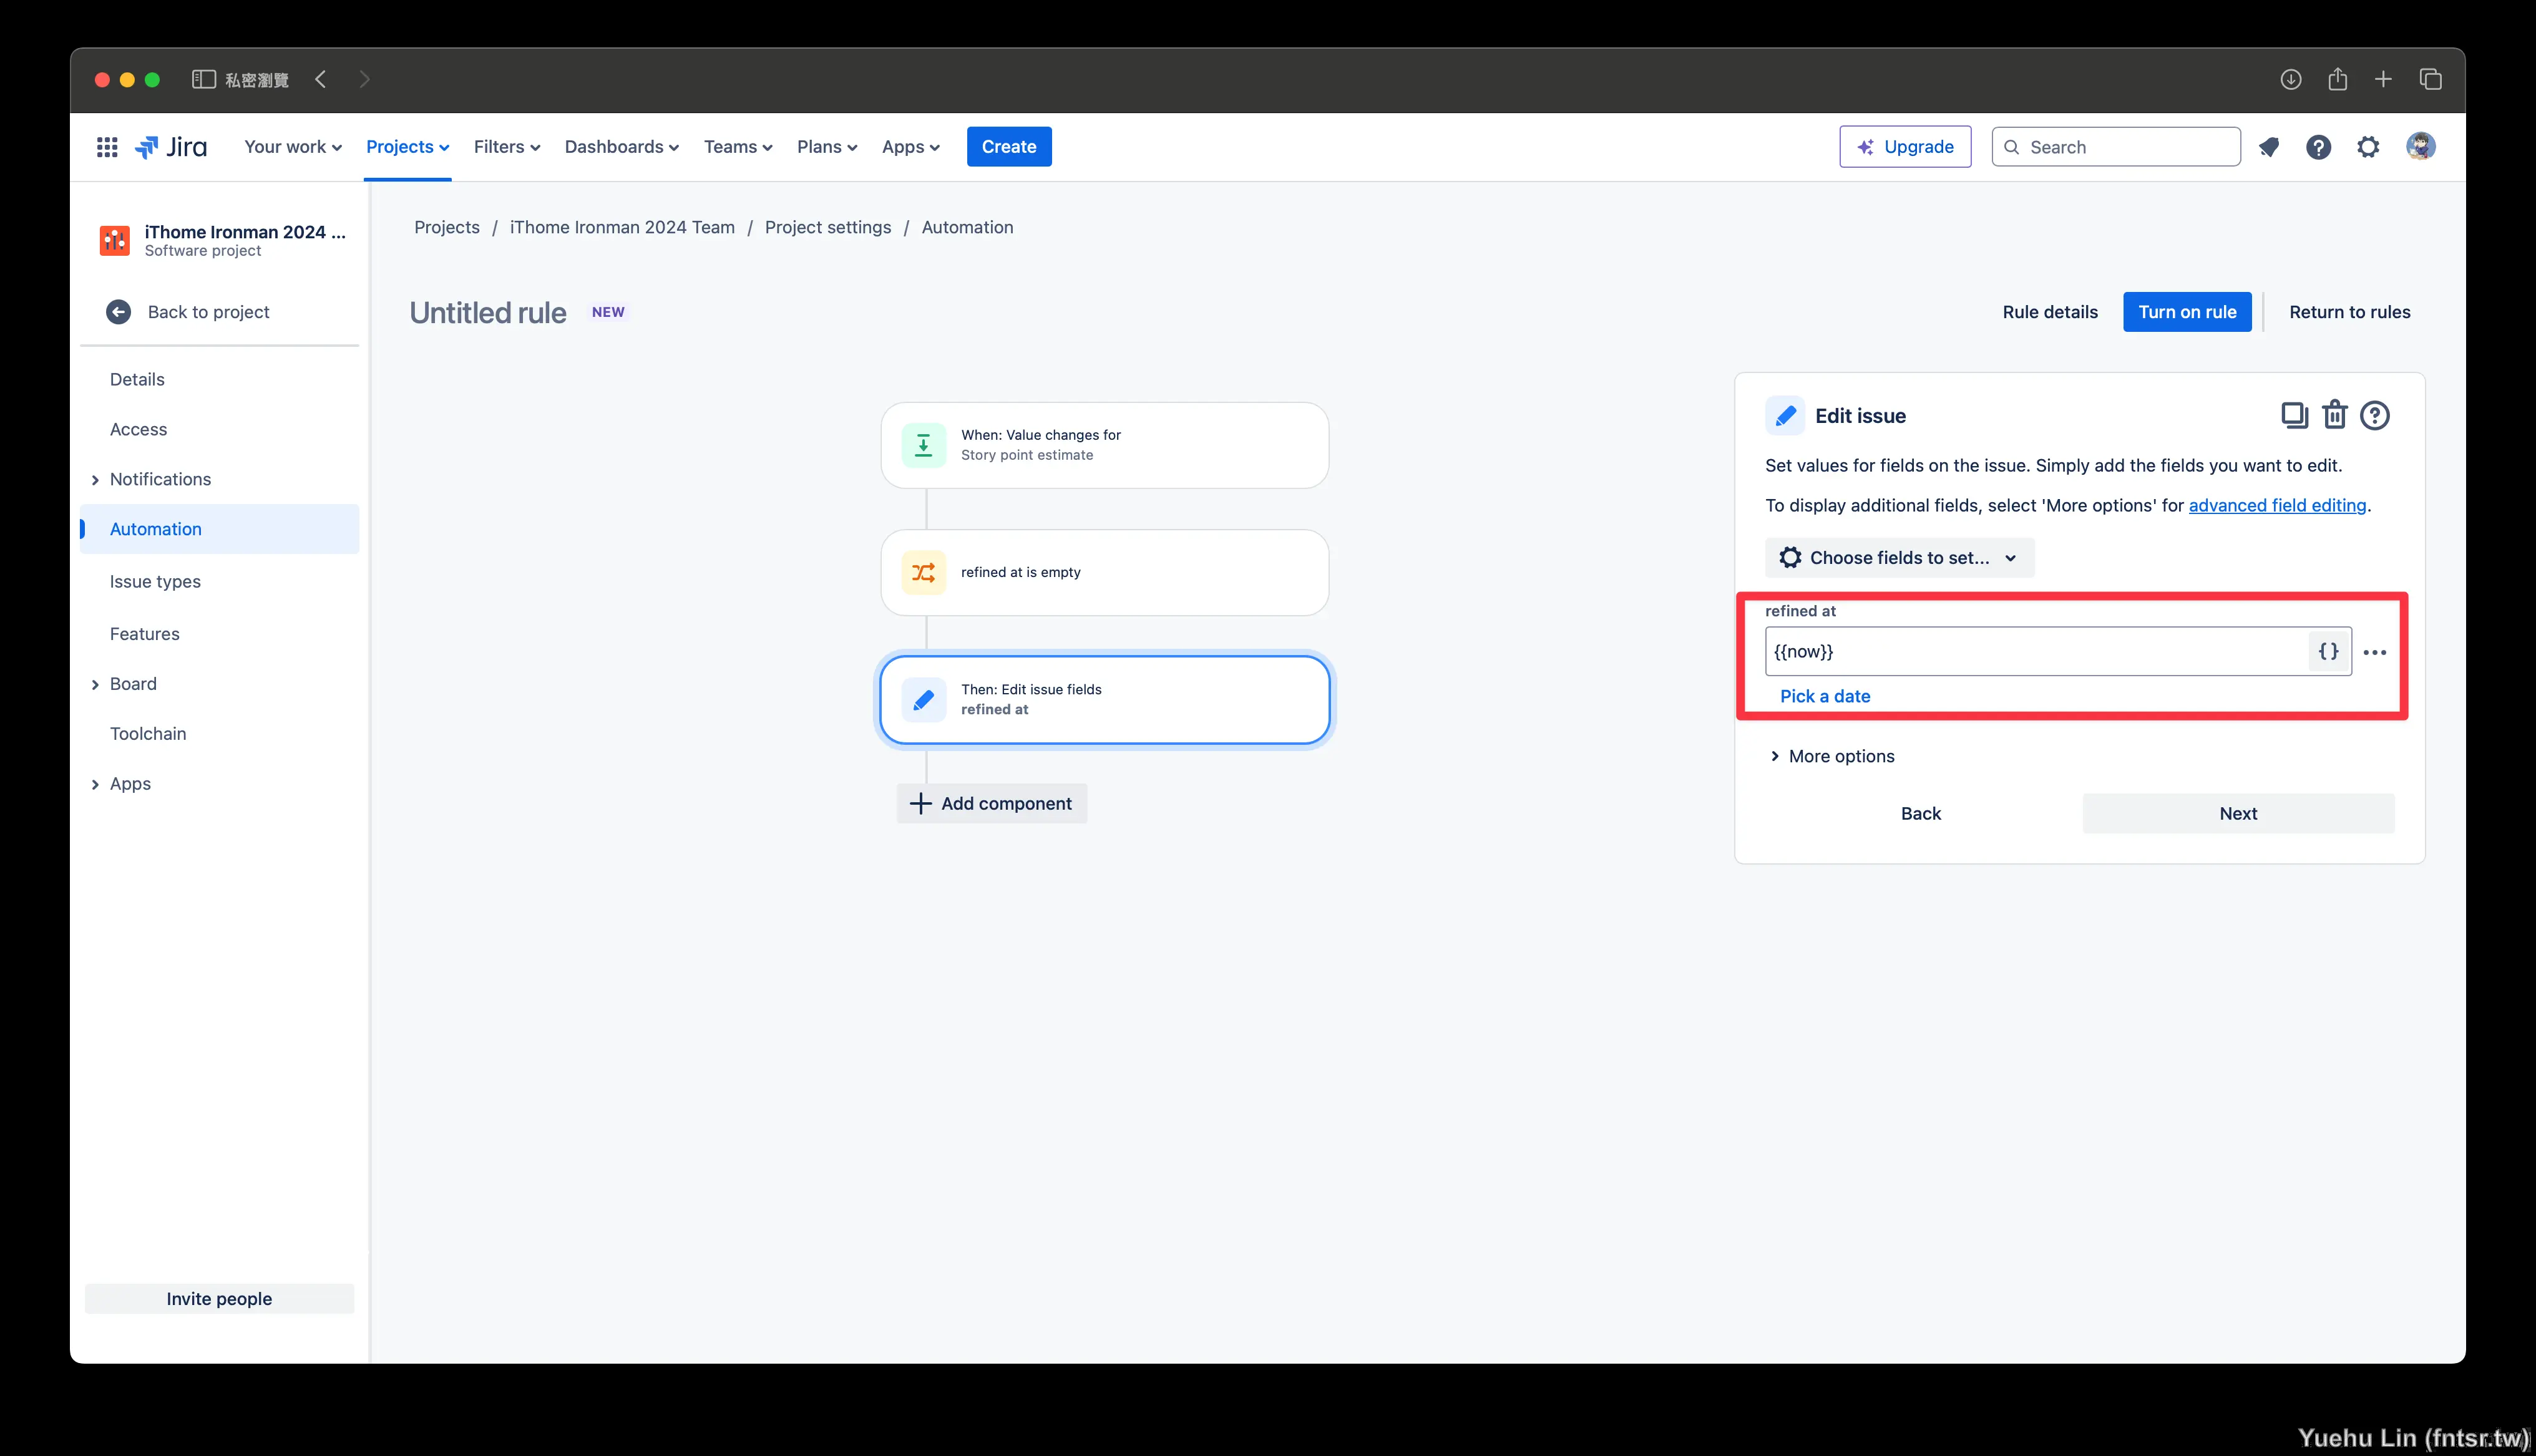 私密瀏覽
Jira
Your work
Projects
Filters
Dashboards
Teams
Plans
Apps
Create
Upgrade
Search
iThome Ironman 2024 ...
Software project
Back to project
Details
Access
Notifications
Automation
Issue types
Features
Board
Toolchain
Apps
Invite people
Projects / iThome Ironman 2024 Team / Project settings / Automation
Untitled rule NEW
Rule details
Turn on rule
Return to rules
When: Value changes for
Story point estimate
refined at is empty
Then: Edit issue fields
refined at
Add component
Edit issue
Set values for fields on the issue. Simply add the fields you want to edit.
To display additional fields, select 'More options' for advanced field editing.
Choose fields to set...
refined at
{{now}}
{}
Pick a date
More options
Back
Next
Yuehu Lin (fntsr.tw)